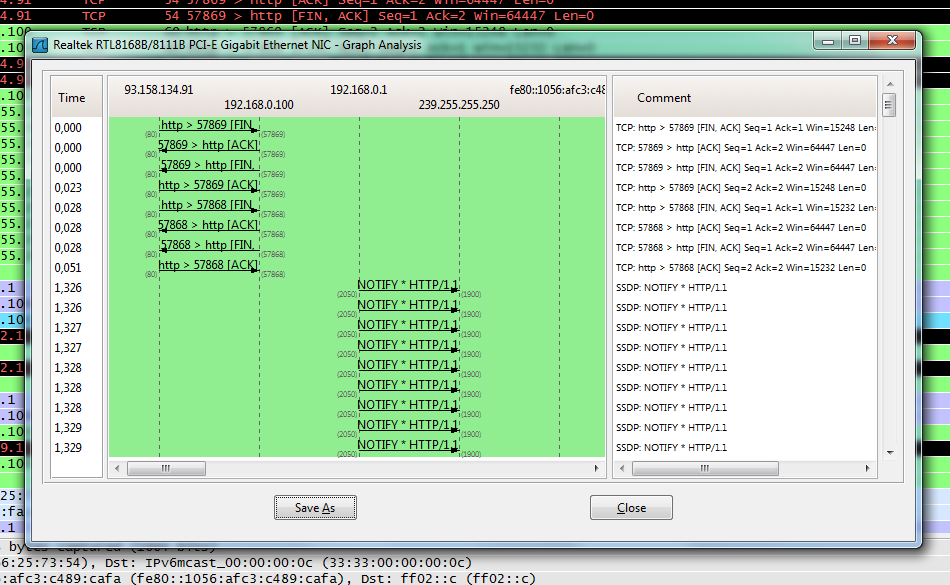 4.91 TCP 54 57869 > http [ACK] Seq=1 Ack=2 Win=64447 Len=0
4.91 TCP 54 57869 > http [FIN, ACK] Seq=1 Ack=2 Win=64447 Len=0
Realtek RTL8168B/8111B PCI-E Gigabit Ethernet NIC - Graph Analysis
Time
93.158.134.91 192.168.0.1 fe80::1056:afc3:c48
192.168.0.100 239.255.255.250
Comment
0,000 http > 57869 [FIN, (80) (57869) TCP: http > 57869 [FIN, ACK] Seq=1 Ack=1 Win=15248 Len=
0,000 57869 > http [ACK] (80) (57869) TCP: 57869 > http [ACK] Seq=1 Ack=2 Win=64447 Len=0
0,000 57869 > http [FIN, (80) (57869) TCP: 57869 > http [FIN, ACK] Seq=1 Ack=2 Win=64447 Len=
0,023 http > 57869 [ACK] (80) (57869) TCP: http > 57869 [ACK] Seq=2 Ack=2 Win=15248 Len=0
0,028 http > 57868 [FIN, (80) (57868) TCP: http > 57868 [FIN, ACK] Seq=1 Ack=1 Win=15232 Len=
0,028 57868 > http [ACK] (80) (57868) TCP: 57868 > http [ACK] Seq=1 Ack=2 Win=64447 Len=0
0,028 57868 > http [FIN, (80) (57868) TCP: 57868 > http [FIN, ACK] Seq=1 Ack=2 Win=64447 Len=
0,051 http > 57868 [ACK] (80) (57868) TCP: http > 57868 [ACK] Seq=2 Ack=2 Win=15232 Len=0
1,326 NOTIFY * HTTP/1.1 (2050) (1900) SSDP: NOTIFY * HTTP/1.1
1,326 NOTIFY * HTTP/1.1 (2050) (1900) SSDP: NOTIFY * HTTP/1.1
1,327 NOTIFY * HTTP/1.1 (2050) (1900) SSDP: NOTIFY * HTTP/1.1
1,327 NOTIFY * HTTP/1.1 (2050) (1900) SSDP: NOTIFY * HTTP/1.1
1,328 NOTIFY * HTTP/1.1 (2050) (1900) SSDP: NOTIFY * HTTP/1.1
1,328 NOTIFY * HTTP/1.1 (2050) (1900) SSDP: NOTIFY * HTTP/1.1
1,328 NOTIFY * HTTP/1.1 (2050) (1900) SSDP: NOTIFY * HTTP/1.1
1,329 NOTIFY * HTTP/1.1 (2050) (1900) SSDP: NOTIFY * HTTP/1.1
1,329 NOTIFY * HTTP/1.1 (2050) (1900) SSDP: NOTIFY * HTTP/1.1
Save As Close
56:25:73:54), Dst: IPv6mcast_00:00:00:0c (33:33:00:00:00:0c)
6:afc3:c489:cafa (fe80::1056:afc3:c489:cafa), Dst: ff02::c (ff02::c)